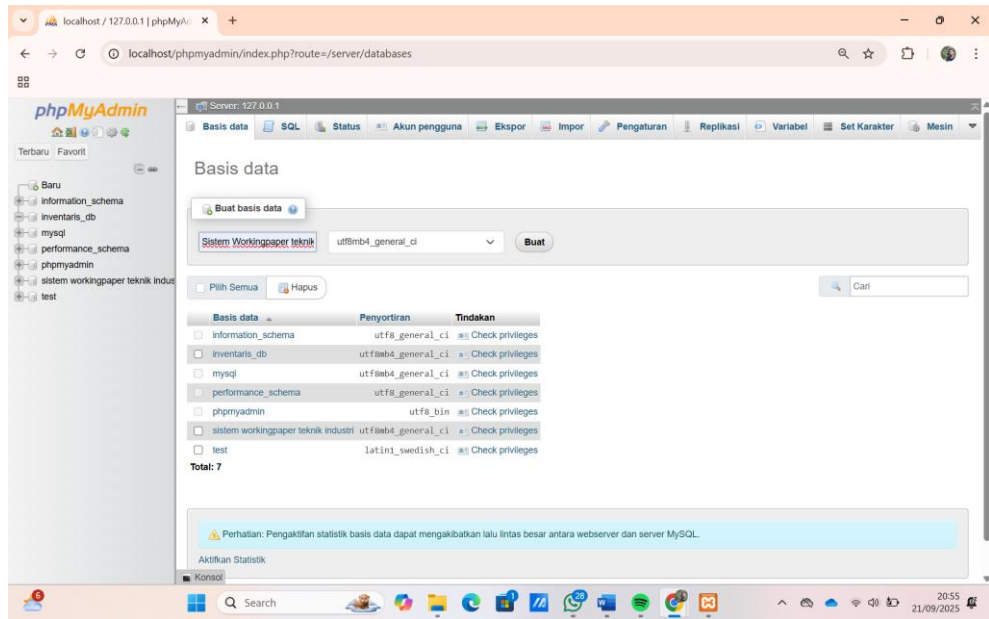 localhost / 127.0.0.1 | phpMyAd
localhost/phpmyadmin/index.php?route=/server/databases
phpMyAdmin
Terbaru Favorit
Baru
information_schema
inventaris_db
mysql
performance_schema
phpmyadmin
sistem workingpaper teknik indus
test
Server: 127.0.0.1
Basis data SQL Status Akun pengguna Ekspor Impor Pengaturan Replikasi Variabel Set Karakter Mesin
Basis data
Buat basis data
Sistem Workingpaper teknik utf8mb4_general_ci Buat
Pilih Semua Hapus Cari
Basis data Penyortiran Tindakan
information_schema utf8_general_ci Check privileges
inventaris_db utf8mb4_general_ci Check privileges
mysql utf8mb4_general_ci Check privileges
performance_schema utf8_general_ci Check privileges
phpmyadmin utf8_bin Check privileges
sistem workingpaper teknik industri utf8mb4_general_ci Check privileges
test latin1_swedish_ci Check privileges
Total: 7
Perhatian: Pengaktifan statistik basis data dapat mengakibatkan lalu lintas besar antara webserver dan server MySQL.
Aktifkan Statistik
Konsol
6
Search
28
20:55
21/09/2025